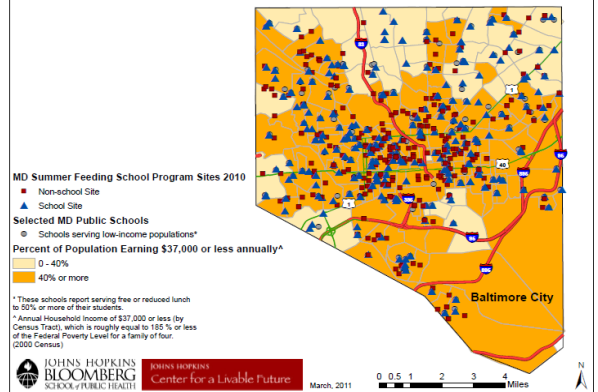 MD Summer Feeding School Program Sites 2010
Non-school Site
School Site
Selected MD Public Schools
Schools serving low-income populations*
Percent of Population Earning $37,000 or less annually^
0 - 40%
40% or more
* These schools report serving free or reduced lunch
to 50% or more of their students.
^ Annual Household Income of $37,000 or less (by
Census Tract), which is roughly equal to 185 % or less
of the Federal Poverty Level for a family of four.
(2000 Census)
1
40
1
Baltimore City
JOHNS HOPKINS
BLOOMBERG
SCHOOL of PUBLIC HEALTH
JOHNS HOPKINS
Center for a Livable Future
March, 2011
0 0.5 1 2 3 4
Miles
N